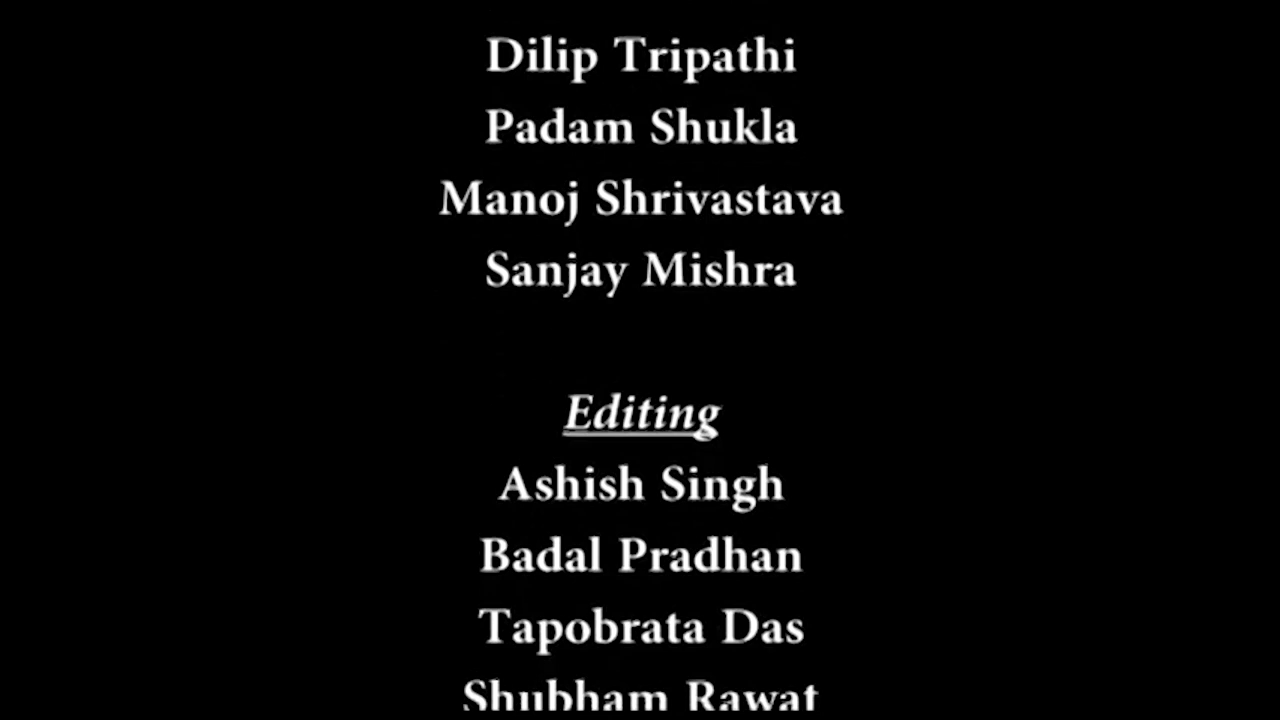 Dilip Tripathi
Padam Shukla
Manoj Shrivastava
Sanjay Mishra
Editing
Ashish Singh
Badal Pradhan
Tapobrata Das
Shubham Rawat